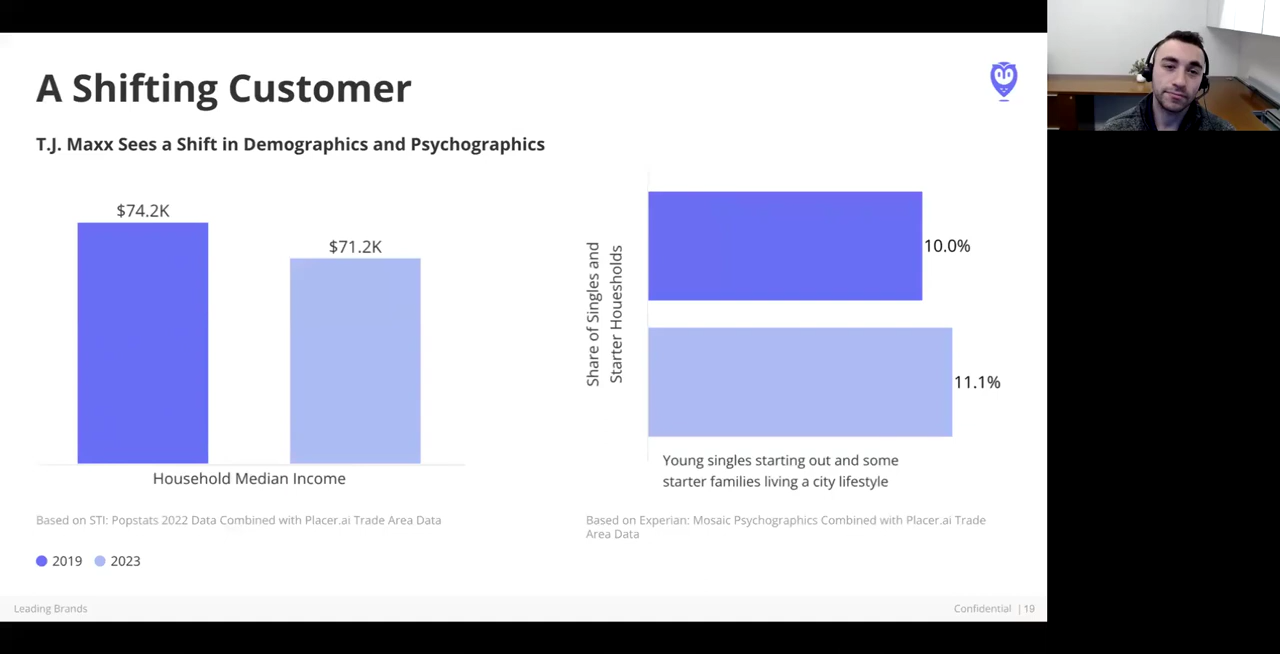 A Shifting Customer
T.J. Maxx Sees a Shift in Demographics and Psychographics
$74.2K
$71.2K
Household Median Income
Based on STI: Popstats 2022 Data Combined with Placer.ai Trade Area Data
2019
2023
Share of Singles and
Starter Houesholds
10.0%
11.1%
Young singles starting out and some
starter families living a city lifestyle
Based on Experian: Mosaic Psychographics Combined with Placer.ai Trade
Area Data
Leading Brands
Confidential | 19